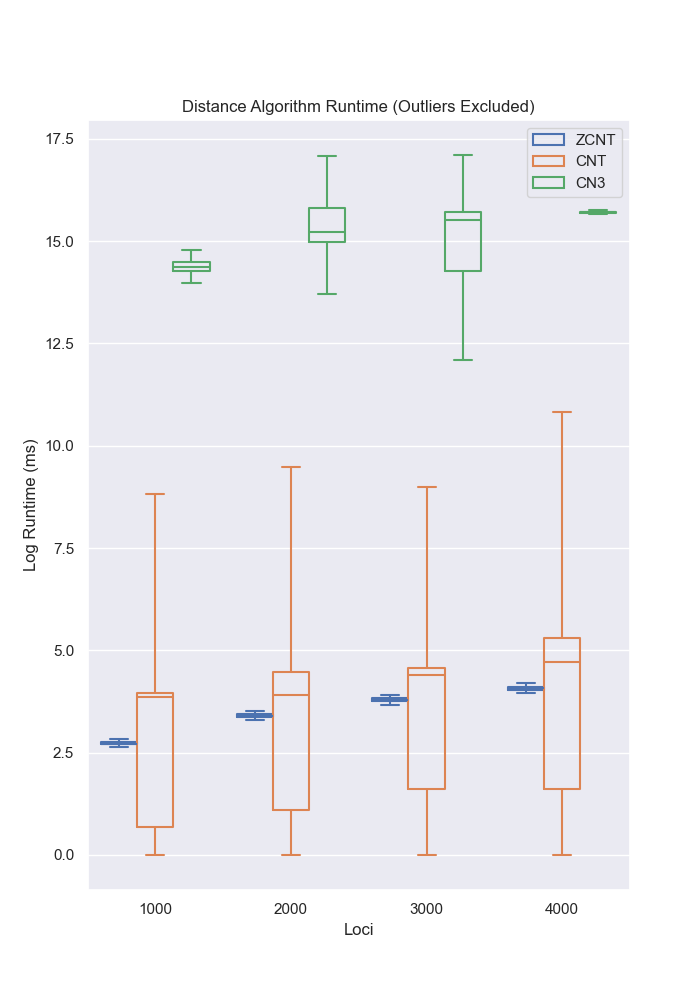 Distance Algorithm Runtime (Outliers Excluded)
ZCNT
CNT
CN3
17.5
15.0
12.5
10.0
7.5
5.0
2.5
0.0
Log Runtime (ms)
1000 2000 3000 4000
Loci